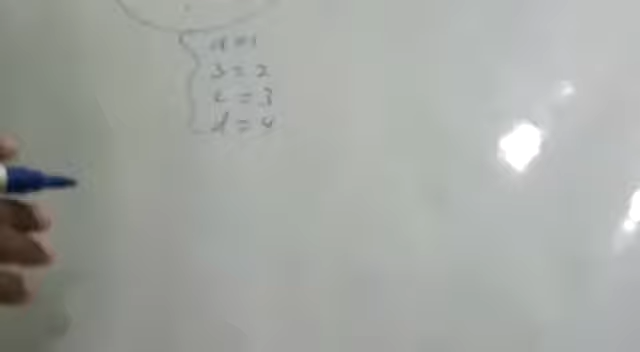 a = 1
b = 2
c = 3
d = 4